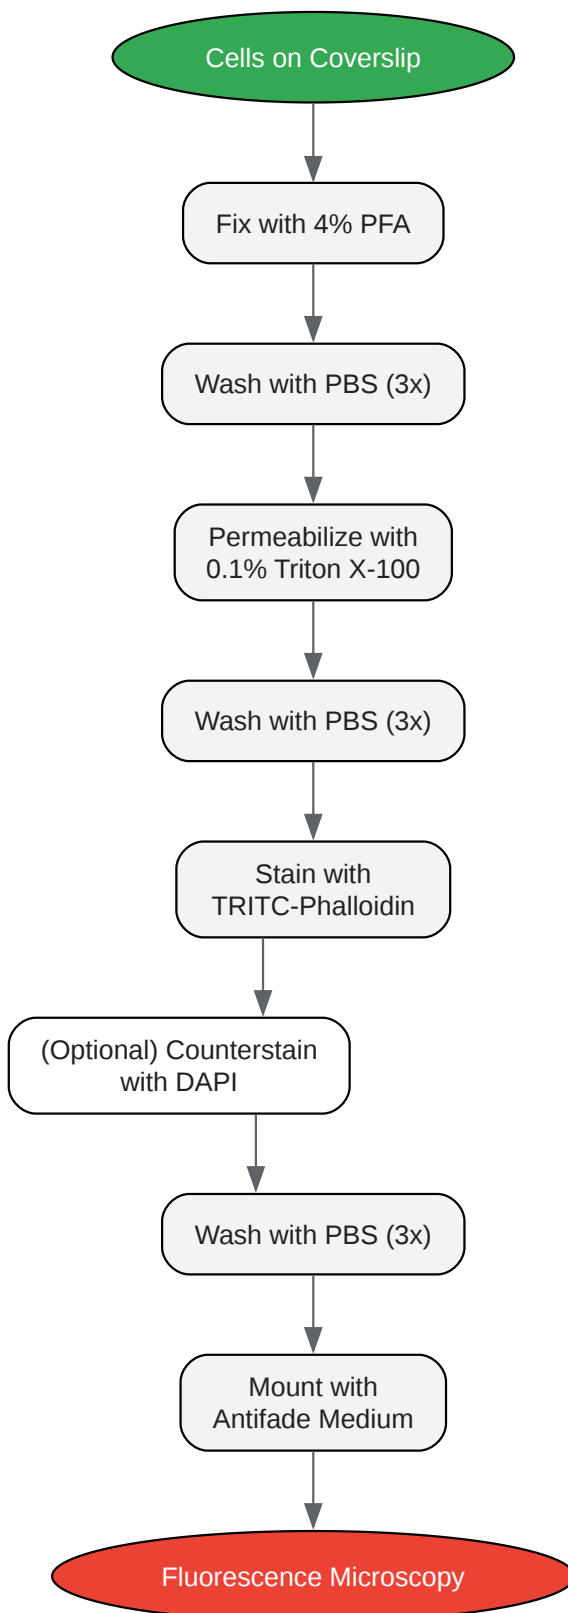 Cells on Coverslip
Fix with 4% PFA
Wash with PBS (3x)
Permeabilize with
0.1% Triton X-100
Wash with PBS (3x)
Stain with
TRITC-Phalloidin
(Optional) Counterstain
with DAPI
Wash with PBS (3x)
Mount with
Antifade Medium
Fluorescence Microscopy